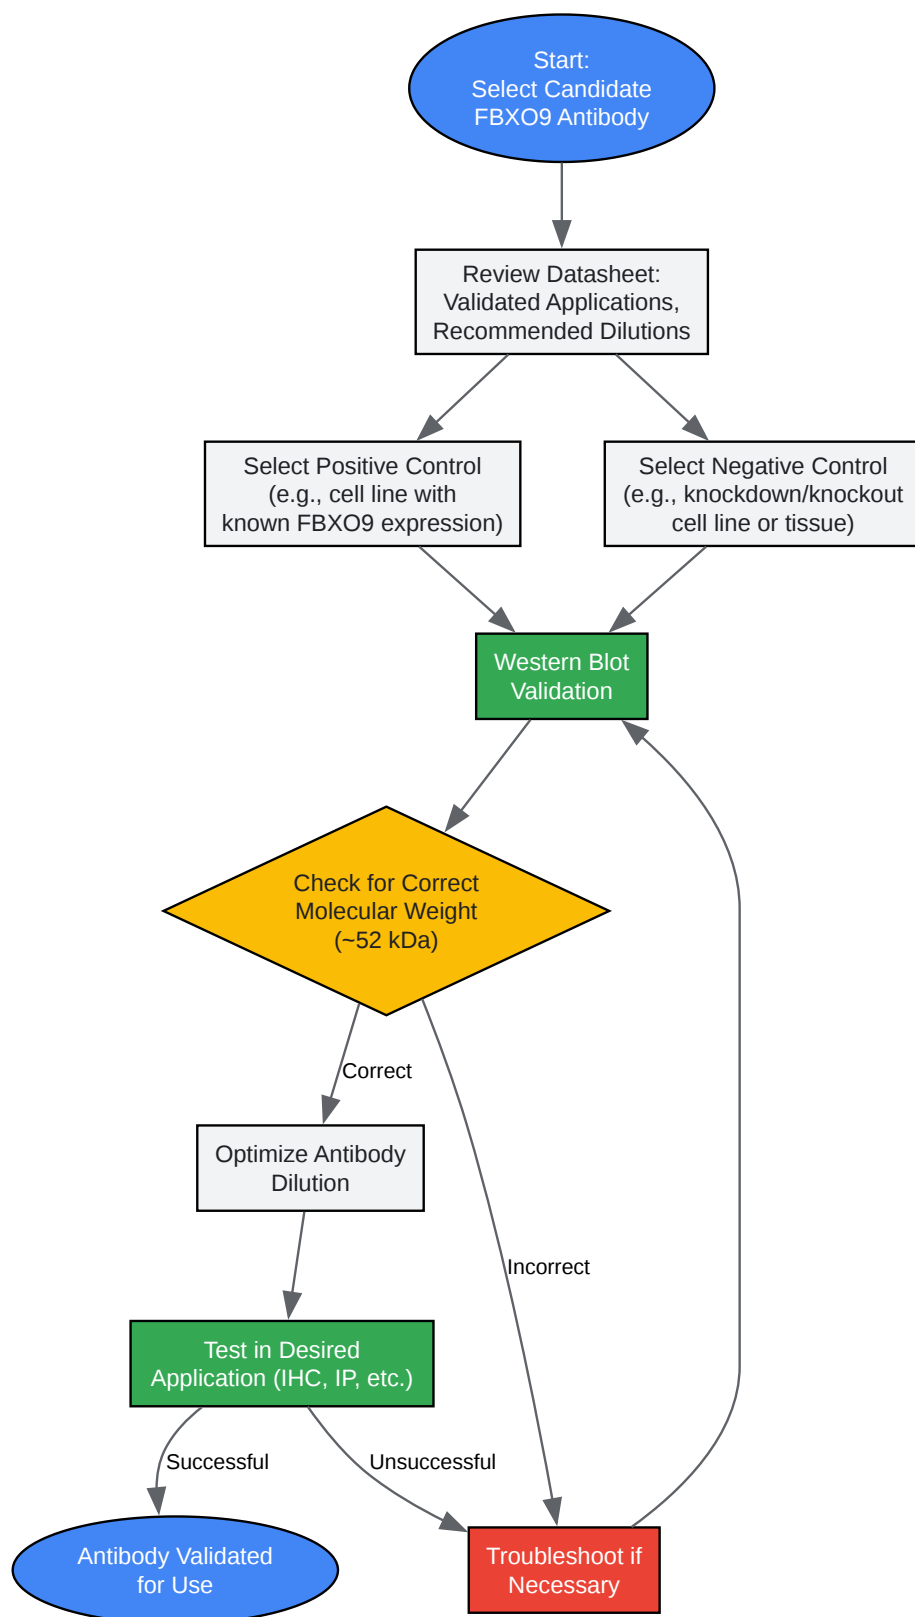 Start:
Select Candidate
FBXO9 Antibody
Review Datasheet:
Validated Applications,
Recommended Dilutions
Select Positive Control
(e.g., cell line with
known FBXO9 expression)
Select Negative Control
(e.g., knockdown/knockout
cell line or tissue)
Western Blot
Validation
Check for Correct
Molecular Weight
(~52 kDa)
Correct
Optimize Antibody
Dilution
Incorrect
Test in Desired
Application (IHC, IP, etc.)
Successful
Unsuccessful
Antibody Validated
for Use
Troubleshoot if
Necessary